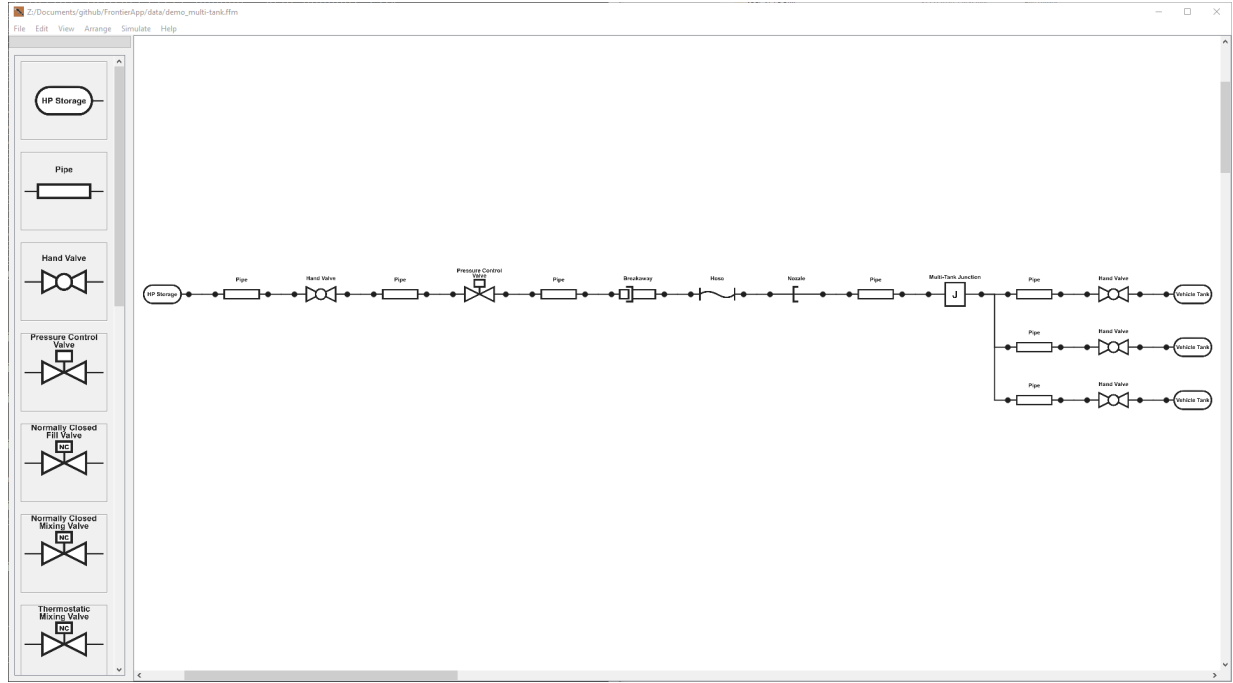 Z:/Documents/github/FrontierApp/data/demo_multi-tank.ffm
File Edit View Arrange Simulate Help
HP Storage
Pipe
Hand Valve
Pressure Control
Valve
Normally Closed
Fill Valve
NC
Normally Closed
Mixing Valve
NC
Thermostatic
Mixing Valve
NC
HP Storage
Pipe
Hand Valve
Pipe
Pressure Control
Valve
Pipe
Breakaway
Hose
Nozzle
Pipe
Multi-Tank Junction
J
Pipe
Hand Valve
Vehicle Tank
Pipe
Hand Valve
Vehicle Tank
Pipe
Hand Valve
Vehicle Tank